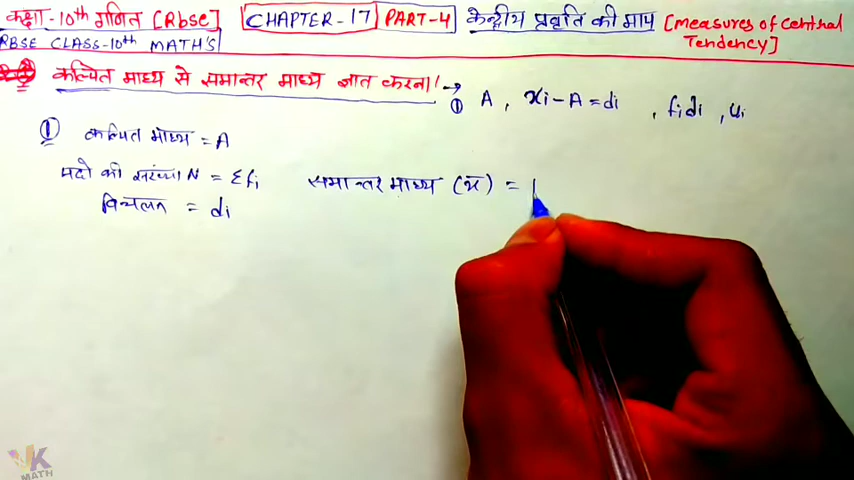 कक्षा-10th गणित [Rbse] CHAPTER-17 PART-4 केन्द्रीय प्रवृति की माप [measures of central Tendency]
RBSE CLASS-10th MATH'S
कल्पित माध्य से समान्तर माध्य ज्ञात करना।
① A, xi-A=di, fidi, ui
① कल्पित माध्य = A
पदो की संख्या N = Σfi
समान्तर माध्य (x̄) =
विचलन = di
VK
MATH